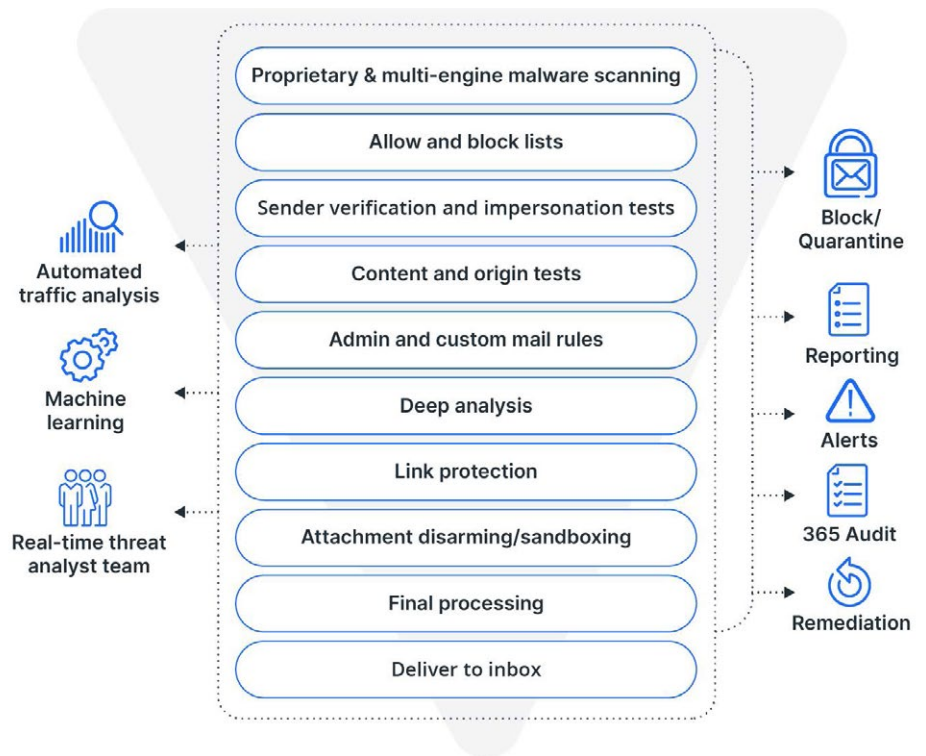 Proprietary & multi-engine malware scanning
Allow and block lists
Sender verification and impersonation tests
Content and origin tests
Admin and custom mail rules
Deep analysis
Link protection
Attachment disarming/sandboxing
Final processing
Deliver to inbox
Automated
traffic analysis
Machine
learning
Real-time threat
analyst team
Block/
Quarantine
Reporting
Alerts
365 Audit
Remediation